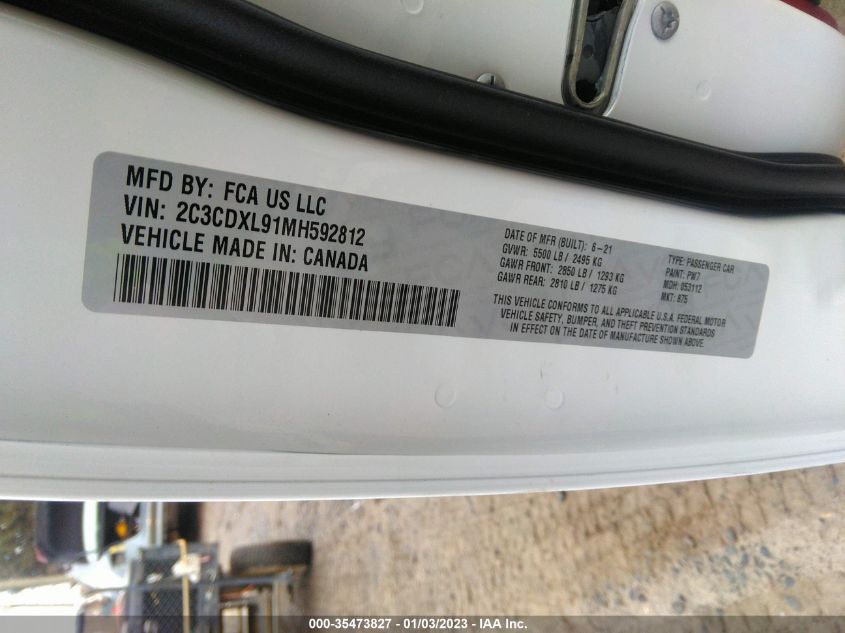 MFD BY: FCA US LLC
VIN: 2C3CDXL91MH592812
VEHICLE MADE IN: CANADA
DATE OF MFR (BUILT): 6-21
GVWR: 5500 LB / 2495 KG
GAWR FRONT: 2850 LB / 1293 KG
GAWR REAR: 2810 LB / 1275 KG
TYPE: PASSENGER CAR
PAINT: PW7
MDH: 053112
MKT: 875
THIS VEHICLE CONFORMS TO ALL APPLICABLE U.S.A. FEDERAL MOTOR
VEHICLE SAFETY, BUMPER, AND THEFT PREVENTION STANDARDS
IN EFFECT ON THE DATE OF MANUFACTURE SHOWN ABOVE.
000-35473827 - 01/03/2023 - IAA Inc.